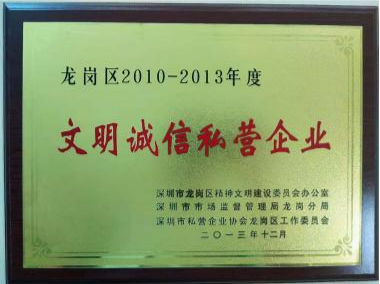 龙岗区2010-2013年度
文明诚信私营企业
深圳市龙岗区精神文明建设委员会办公室
深圳市市场监督管理局龙岗分局
深圳市私营企业协会龙岗区工作委员会
二〇一三年十二月